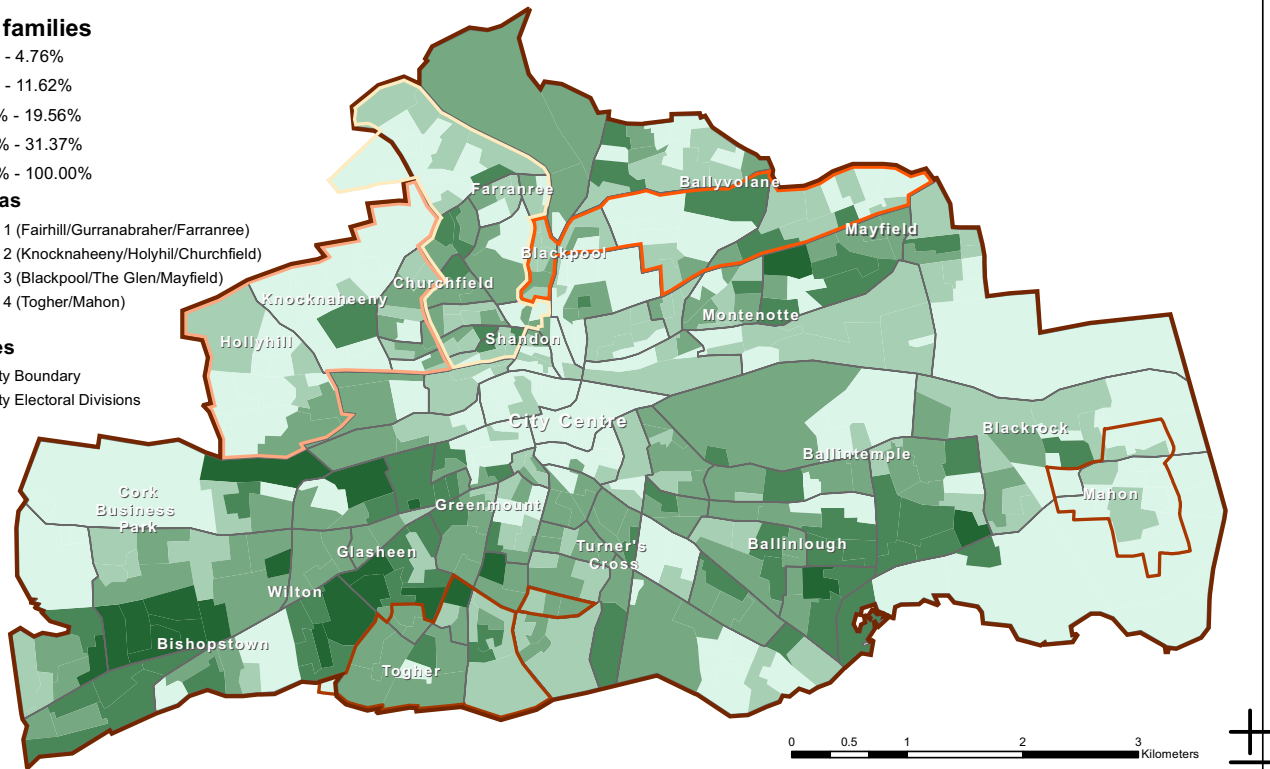 families
- 4.76%
- 11.62%
% - 19.56%
% - 31.37%
% - 100.00%
as
1 (Fairhill/Gurranabraher/Farranree)
2 (Knocknaheeny/Holyhil/Churchfield)
3 (Blackpool/The Glen/Mayfield)
4 (Togher/Mahon)
es
ty Boundary
ty Electoral Divisions
Farranree
Ballyvolane
Mayfield
Blackpool
Churchfield
Knocknaheeny
Montenotte
Hollyhill
Shandon
City Centre
Blackrock
Ballintemple
Cork
Business
Park
Mahon
Greenmount
Glasheen
Turner's
Cross
Ballinlough
Wilton
Bishopstown
Togher
0 0.5 1 2 3
Kilometers